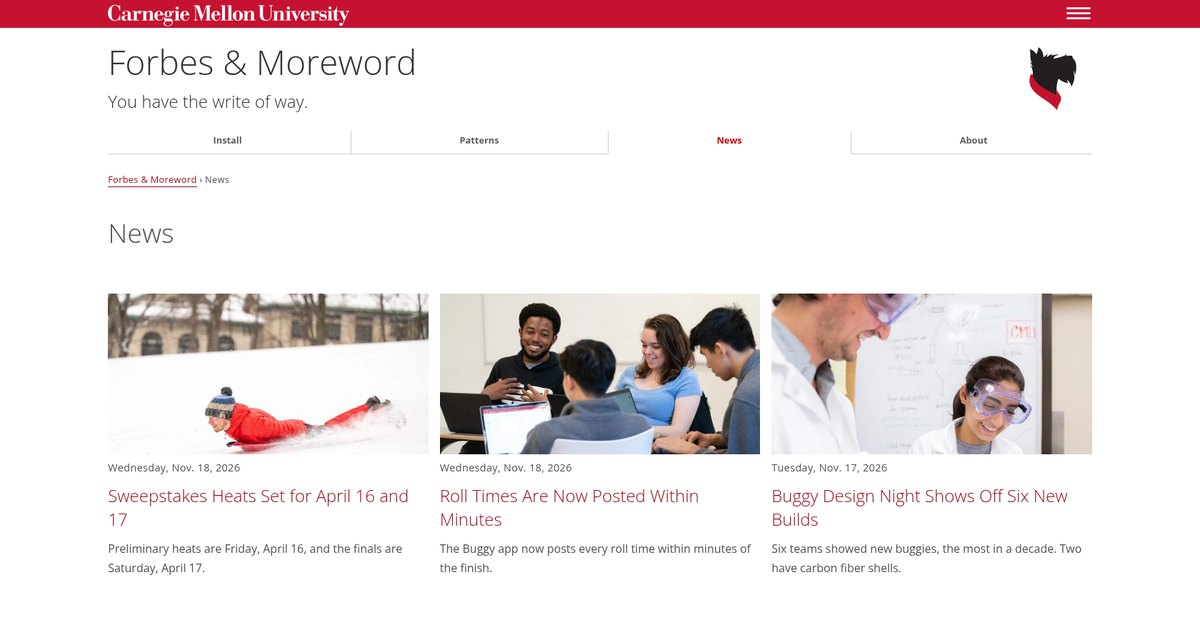 Carnegie Mellon University
Forbes & Moreword
You have the write of way.
Install
Patterns
News
About
Forbes & Moreword › News
News
CMU
Wednesday, Nov. 18, 2026
Sweepstakes Heats Set for April 16 and
17
Preliminary heats are Friday, April 16, and the finals are
Saturday, April 17.
Wednesday, Nov. 18, 2026
Roll Times Are Now Posted Within
Minutes
The Buggy app now posts every roll time within minutes of
the finish.
Tuesday, Nov. 17, 2026
Buggy Design Night Shows Off Six New
Builds
Six teams showed new buggies, the most in a decade. Two
have carbon fiber shells.